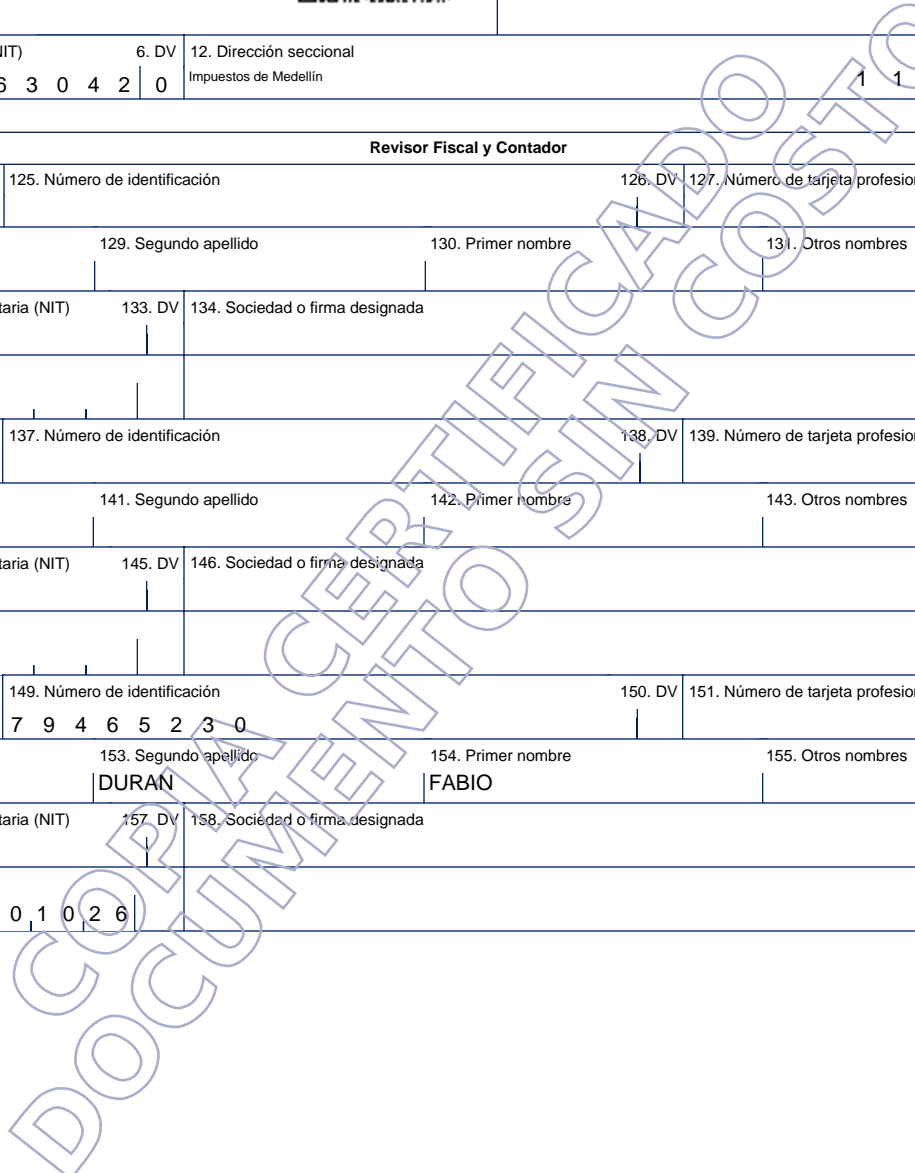 IIT) 6. DV 12. Dirección seccional
6 3 0 4 2 0 Impuestos de Medellín 1 1
Revisor Fiscal y Contador
125. Número de identificación 126. DV 127. Número de tarjeta profesion
129. Segundo apellido 130. Primer nombre 131. Otros nombres
taria (NIT) 133. DV 134. Sociedad o firma designada
137. Número de identificación 138. DV 139. Número de tarjeta profesion
141. Segundo apellido 142. Primer nombre 143. Otros nombres
taria (NIT) 145. DV 146. Sociedad o firma designada
149. Número de identificación 150. DV 151. Número de tarjeta profesion
7 9 4 6 5 2 3 0
153. Segundo apellido 154. Primer nombre 155. Otros nombres
DURAN FABIO
taria (NIT) 157. DV 158. Sociedad o firma designada
0 1 0 2 6
COPIA CERTIFICADO
DOCUMENTO SIN COSTO